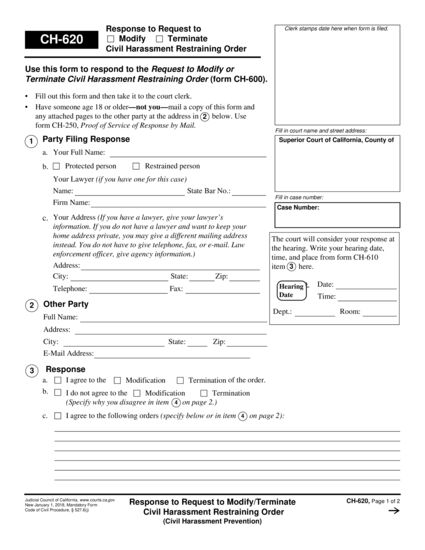 CH-620
Response to Request to
Modify Terminate
Civil Harassment Restraining Order
Clerk stamps date here when form is filed.
Use this form to respond to the Request to Modify or
Terminate Civil Harassment Restraining Order (form CH-600).
• Fill out this form and then take it to the court clerk.
• Have someone age 18 or older—not you—mail a copy of this form and
any attached pages to the other party at the address in 2 below. Use
form CH-250, Proof of Service of Response by Mail.
Fill in court name and street address:
Superior Court of California, County of
Fill in case number:
Case Number:
The court will consider your response at
the hearing. Write your hearing date,
time, and place from form CH-610
item 3 here.
Hearing Date
Date:
Time:
Dept.: Room:
1 Party Filing Response
a. Your Full Name:
b. Protected person Restrained person
Your Lawyer (if you have one for this case)
Name: State Bar No.:
Firm Name:
c. Your Address (If you have a lawyer, give your lawyer's
information. If you do not have a lawyer and want to keep your
home address private, you may give a different mailing address
instead. You do not have to give telephone, fax, or e-mail. Law
enforcement officer, give agency information.)
Address:
City: State: Zip:
Telephone: Fax:
2 Other Party
Full Name:
Address:
City: State: Zip:
E-Mail Address:
3 Response
a. I agree to the Modification Termination of the order.
b. I do not agree to the Modification Termination
(Specify why you disagree in item 4 on page 2.)
c. I agree to the following orders (specify below or in item 4 on page 2):
Judicial Council of California, www.courts.ca.gov
New January 1, 2018, Mandatory Form
Code of Civil Procedure, § 527.6(j)
Response to Request to Modify/Terminate
Civil Harassment Restraining Order
(Civil Harassment Prevention)
CH-620, Page 1 of 2